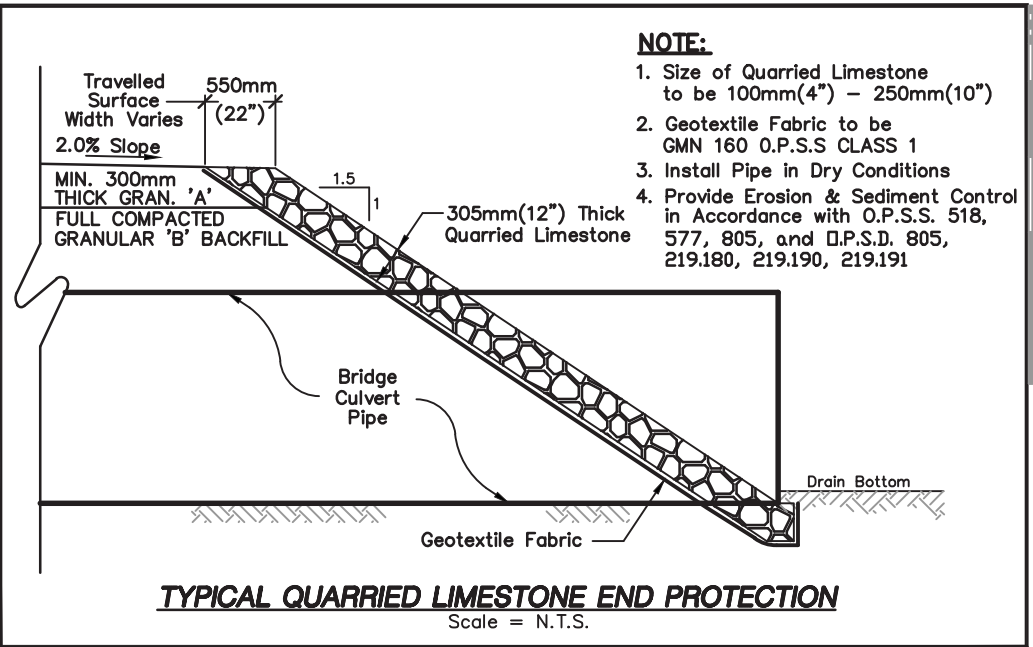 Travelled
Surface
Width Varies
550mm
(22")
2.0% Slope
MIN. 300mm
THICK GRAN. 'A'
FULL COMPACTED
GRANULAR 'B' BACKFILL
1.5
1
305mm(12") Thick
Quarried Limestone
NOTE:
1. Size of Quarried Limestone
to be 100mm(4") - 250mm(10")
2. Geotextile Fabric to be
GMN 160 O.P.S.S CLASS 1
3. Install Pipe in Dry Conditions
4. Provide Erosion & Sediment Control
in Accordance with O.P.S.S. 518,
577, 805, and O.P.S.D. 805,
219.180, 219.190, 219.191
Bridge
Culvert
Pipe
Drain Bottom
Geotextile Fabric
TYPICAL QUARRIED LIMESTONE END PROTECTION
Scale = N.T.S.